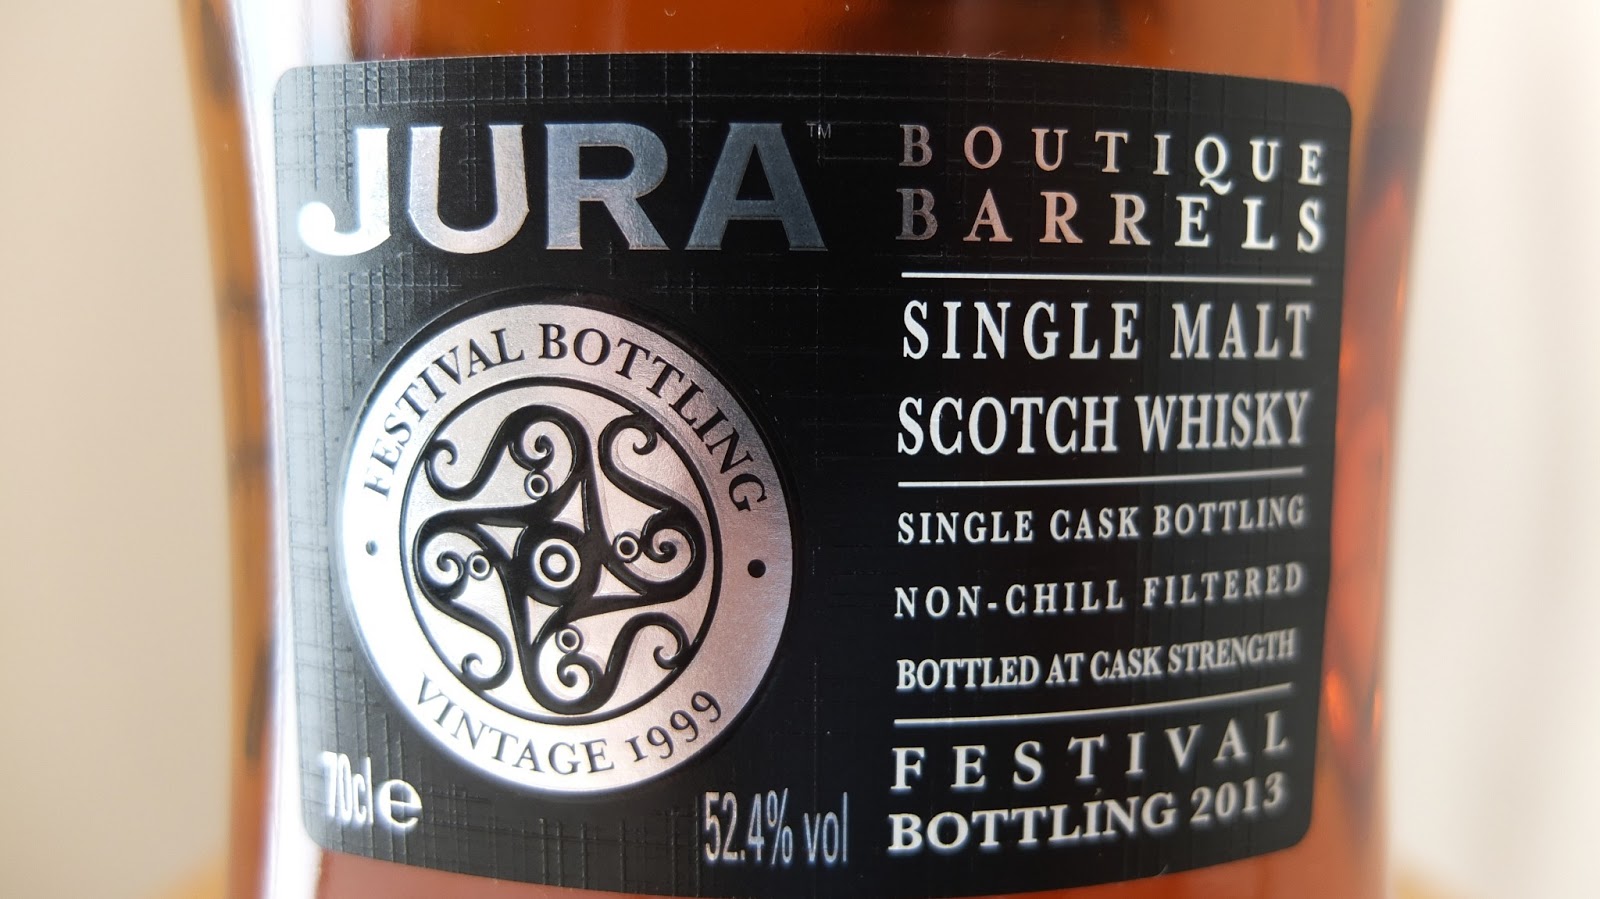 JURA™
FESTIVAL BOTTLING
VINTAGE 1999
70cl e
52.4% vol
BOUTIQUE
BARRELS
SINGLE MALT
SCOTCH WHISKY
SINGLE CASK BOTTLING
NON-CHILL FILTERED
BOTTLED AT CASK STRENGTH
FESTIVAL
BOTTLING 2013